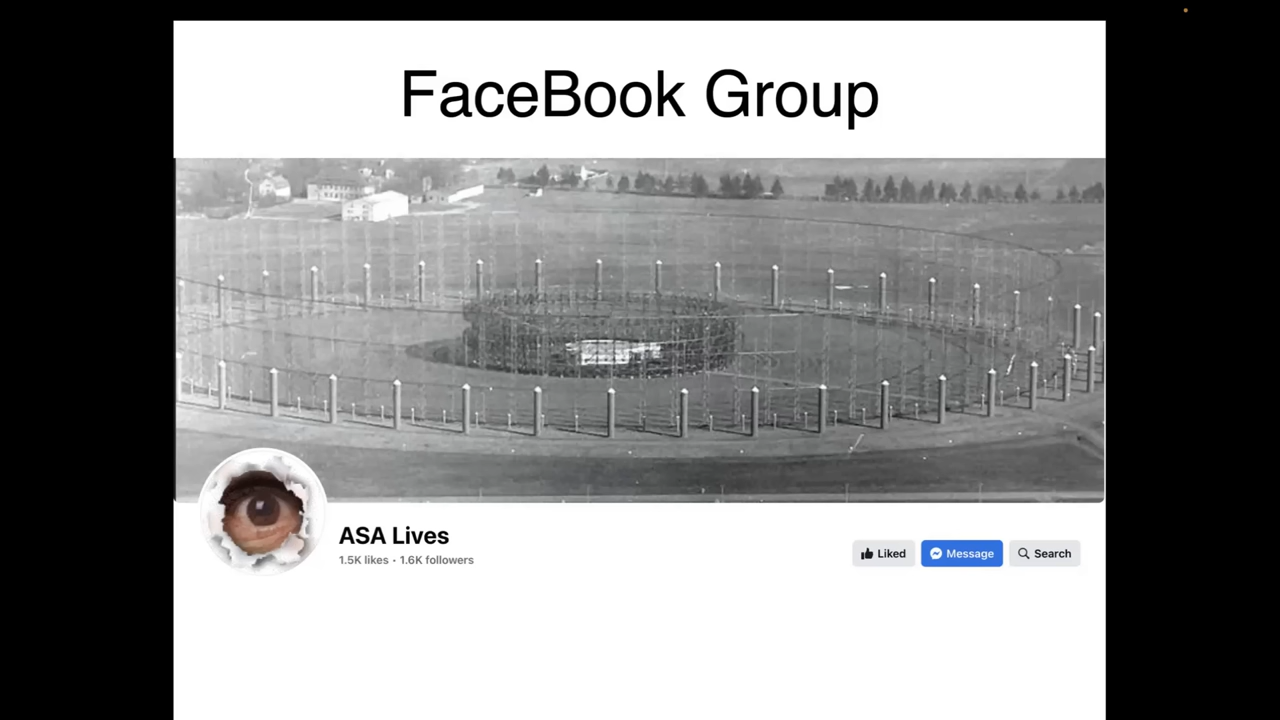 FaceBook Group
ASA Lives
1.5K likes • 1.6K followers
Liked
Message
Search